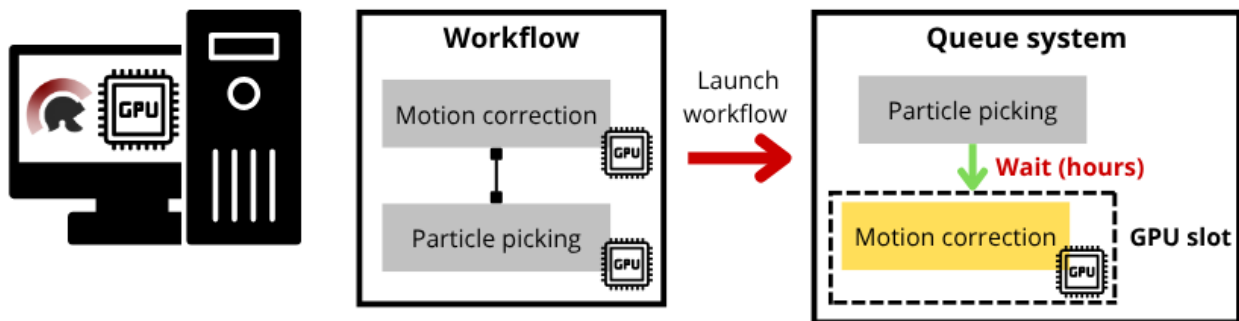 GPU
Workflow
Motion correction
GPU
Particle picking
GPU
Launch
workflow
Queue system
Particle picking
Wait (hours)
Motion correction
GPU
GPU slot